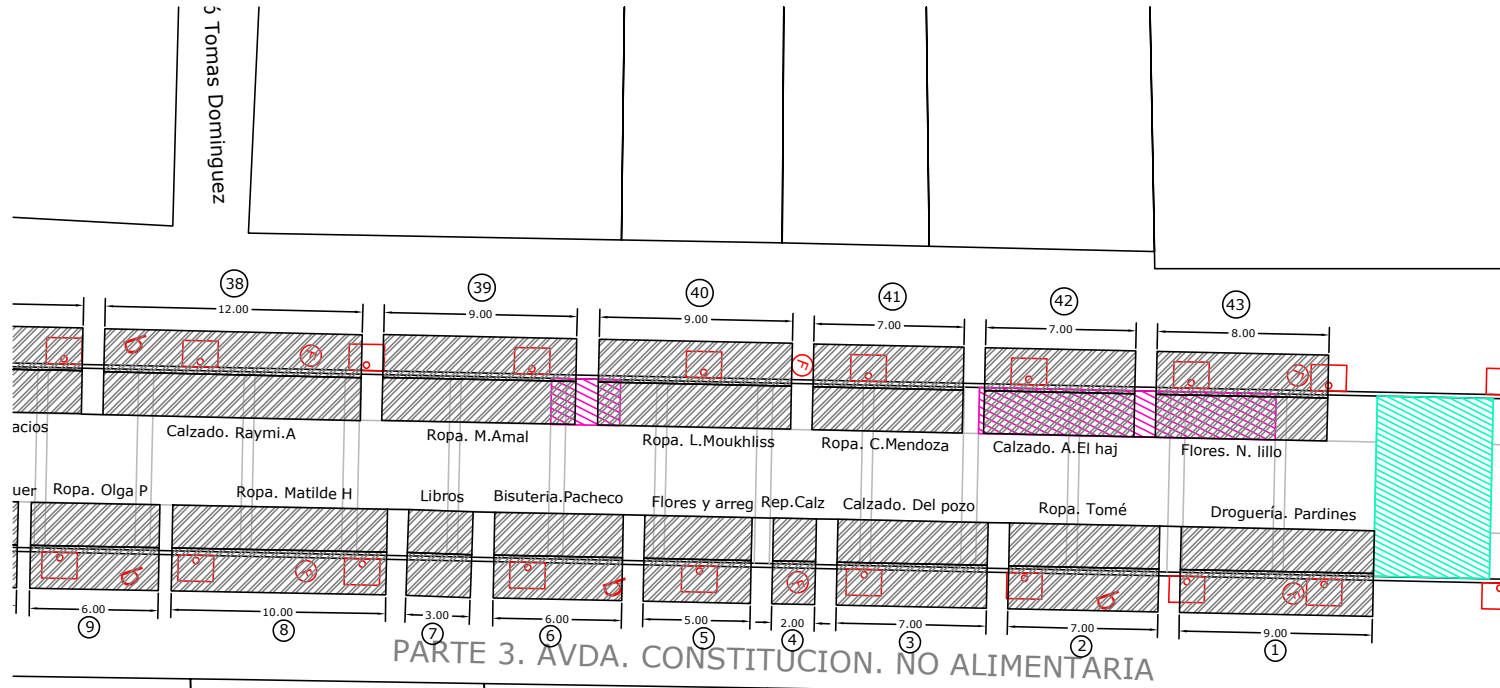 ó Tomas Dominguez
38
39
40
41
42
43
12.00
9.00
9.00
7.00
7.00
8.00
F
F
F
acios
Calzado. Raymi.A
Ropa. M.Amal
Ropa. L.Moukhliss
Ropa. C.Mendoza
Calzado. A.El haj
Flores. N. lillo
uer
Ropa. Olga P
Ropa. Matilde H
Libros
Bisuteria.Pacheco
Flores y arreg
Rep.Calz
Calzado. Del pozo
Ropa. Tomé
Droguería. Pardines
F
F
F
6.00
10.00
3.00
6.00
5.00
2.00
7.00
7.00
9.00
9
8
7
6
5
4
3
2
1
PARTE 3. AVDA. CONSTITUCION. NO ALIMENTARIA